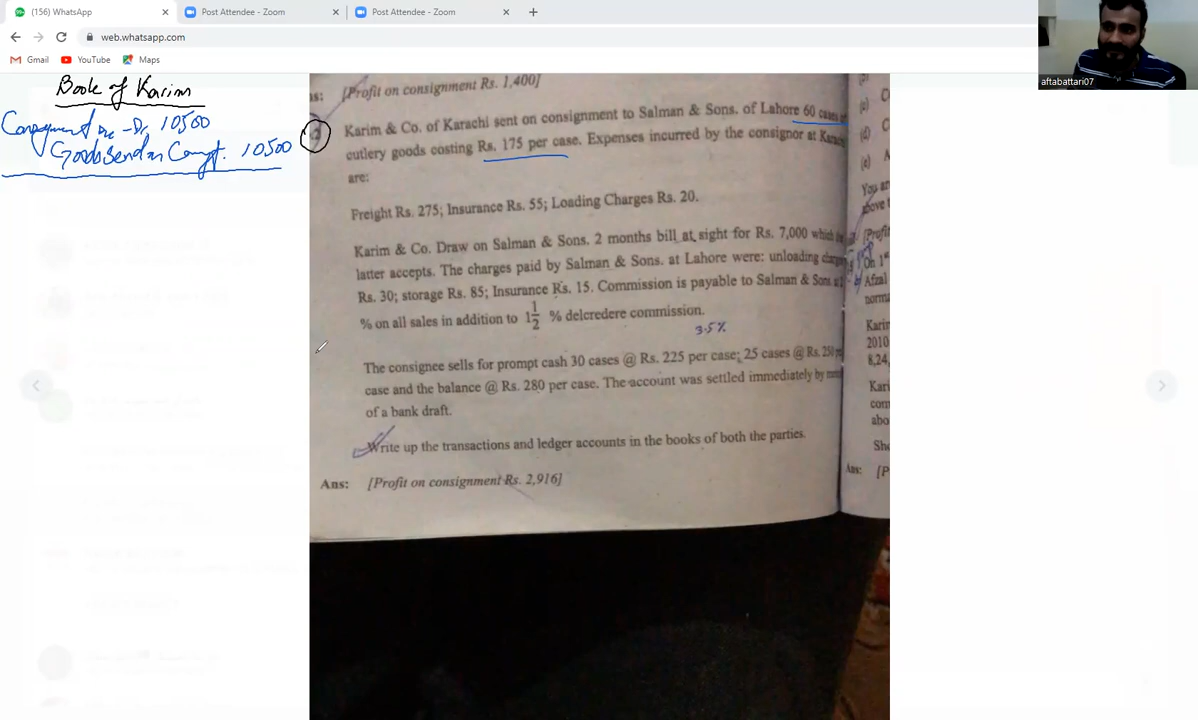 (156) WhatsApp
Post Attendee - Zoom
Post Attendee - Zoom
web.whatsapp.com
Gmail
YouTube
Maps
aftabattari07
Book of Karim
10500
10500
[Profit on consignment Rs. 1,400]
Karim & Co. of Karachi sent on consignment to Salman & Sons. of Lahore 60 cases of
cutlery goods costing Rs. 175 per case. Expenses incurred by the consignor at Karachi
are:
Freight Rs. 275; Insurance Rs. 55; Loading Charges Rs. 20.
Karim & Co. Draw on Salman & Sons. 2 months bill at sight for Rs. 7,000 which the
latter accepts. The charges paid by Salman & Sons. at Lahore were: unloading charges
Rs. 30; storage Rs. 85; Insurance Rs. 15. Commission is payable to Salman & Sons.
% on all sales in addition to 1 1/2 % delcredere commission.
3.5%
The consignee sells for prompt cash 30 cases @ Rs. 225 per case; 25 cases @ Rs. 250
case and the balance @ Rs. 280 per case. The account was settled immediately by
of a bank draft.
Write up the transactions and ledger accounts in the books of both the parties.
Ans: [Profit on consignment Rs. 2,916]
(d)
(e)
You
[Profit
On 1st
Afzal
Karim
2010
8,24,
Ans: [P